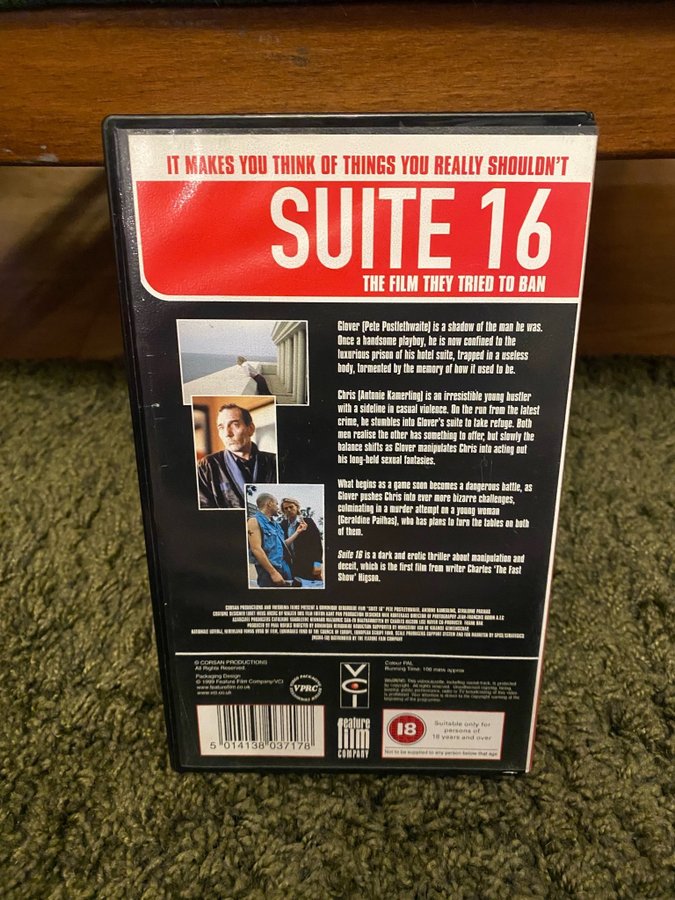 IT MAKES YOU THINK OF THINGS YOU REALLY SHOULDN'T
SUITE 16
THE FILM THEY TRIED TO BAN
Glover (Pete Postlethwaite) is a shadow of the man he was.
Once a handsome playboy, he is now confined to the
luxurious prison of his hotel suite, trapped in a useless
body, tormented by the memory of how it used to be.
Chris (Antonie Kamerling) is an irresistible young hustler
with a sideline in casual violence. On the run from the latest
crime, he stumbles into Glover's suite to take refuge. Both
men realise the other has something to offer, but slowly the
balance shifts as Glover manipulates Chris into acting out
his long-held sexual fantasies.
What begins as a game soon becomes a dangerous battle, as
Glover pushes Chris into ever more bizarre challenges,
culminating in a murder attempt on a young woman
(Geraldine Pailhas), who has plans to turn the tables on both
of them.
Suite 16 is a dark and erotic thriller about manipulation and
deceit, which is the first film from writer Charles 'The Fast
Show' Higson.
© CORSAN PRODUCTIONS
All Rights Reserved.
Packaging Design
© 1999 Feature Film Company/VCI
www.featurefilm.co.uk
www.vci.co.uk
VPRC
5 014138 037178
VCI
feature
film
COMPANY
Colour PAL
Running Time: 106 mins approx
18
Suitable only for
persons of
18 years and over
Not to be supplied to any person below that age